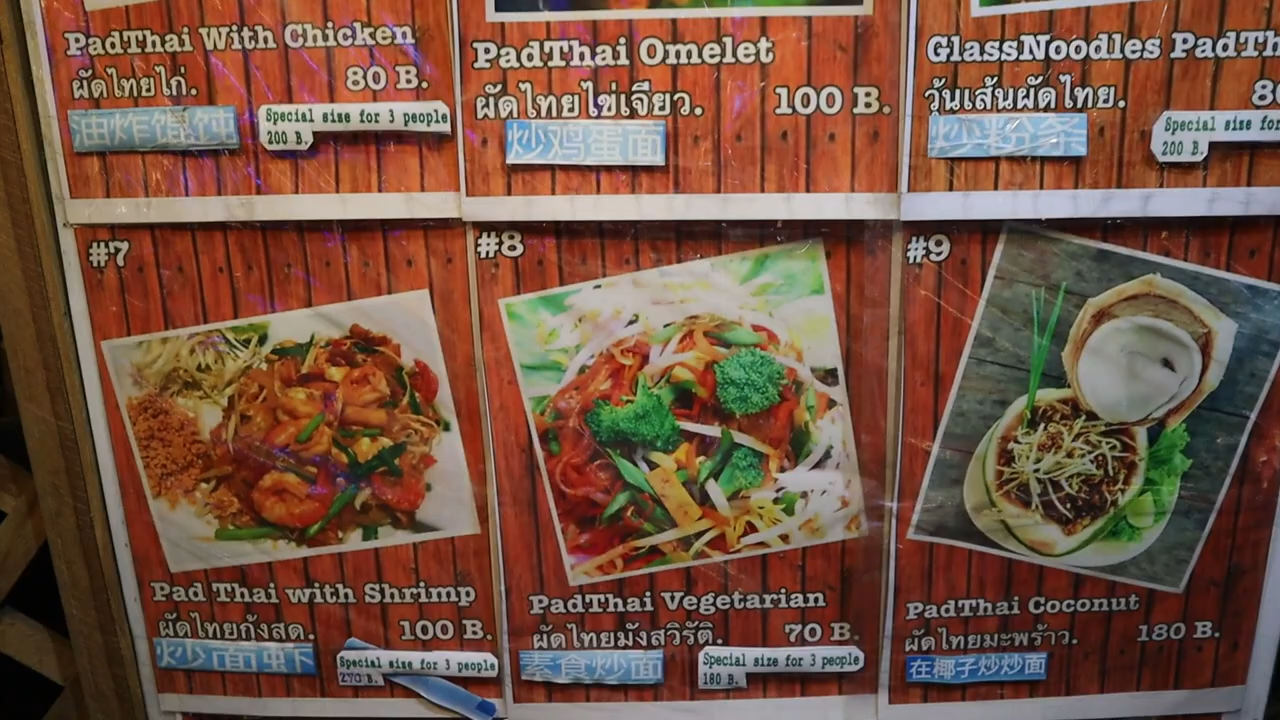 PadThai With Chicken
ผัดไทยไก่.
80 B.
油炸馄饨
Special size for 3 people
200 B.
PadThai Omelet
ผัดไทยไข่เจียว.
100 B.
炒鸡蛋面
GlassNoodles PadTh
วุ้นเส้นผัดไทย.
80
炒粉条
Special size for
200 B.
#7
Pad Thai with Shrimp
ผัดไทยกุ้งสด.
100 B.
炒面虾
Special size for 3 people
270 B.
#8
PadThai Vegetarian
ผัดไทยมังสวิรัติ.
70 B.
素食炒面
Special size for 3 people
180 B.
#9
PadThai Coconut
ผัดไทยมะพร้าว.
180 B.
在椰子炒炒面